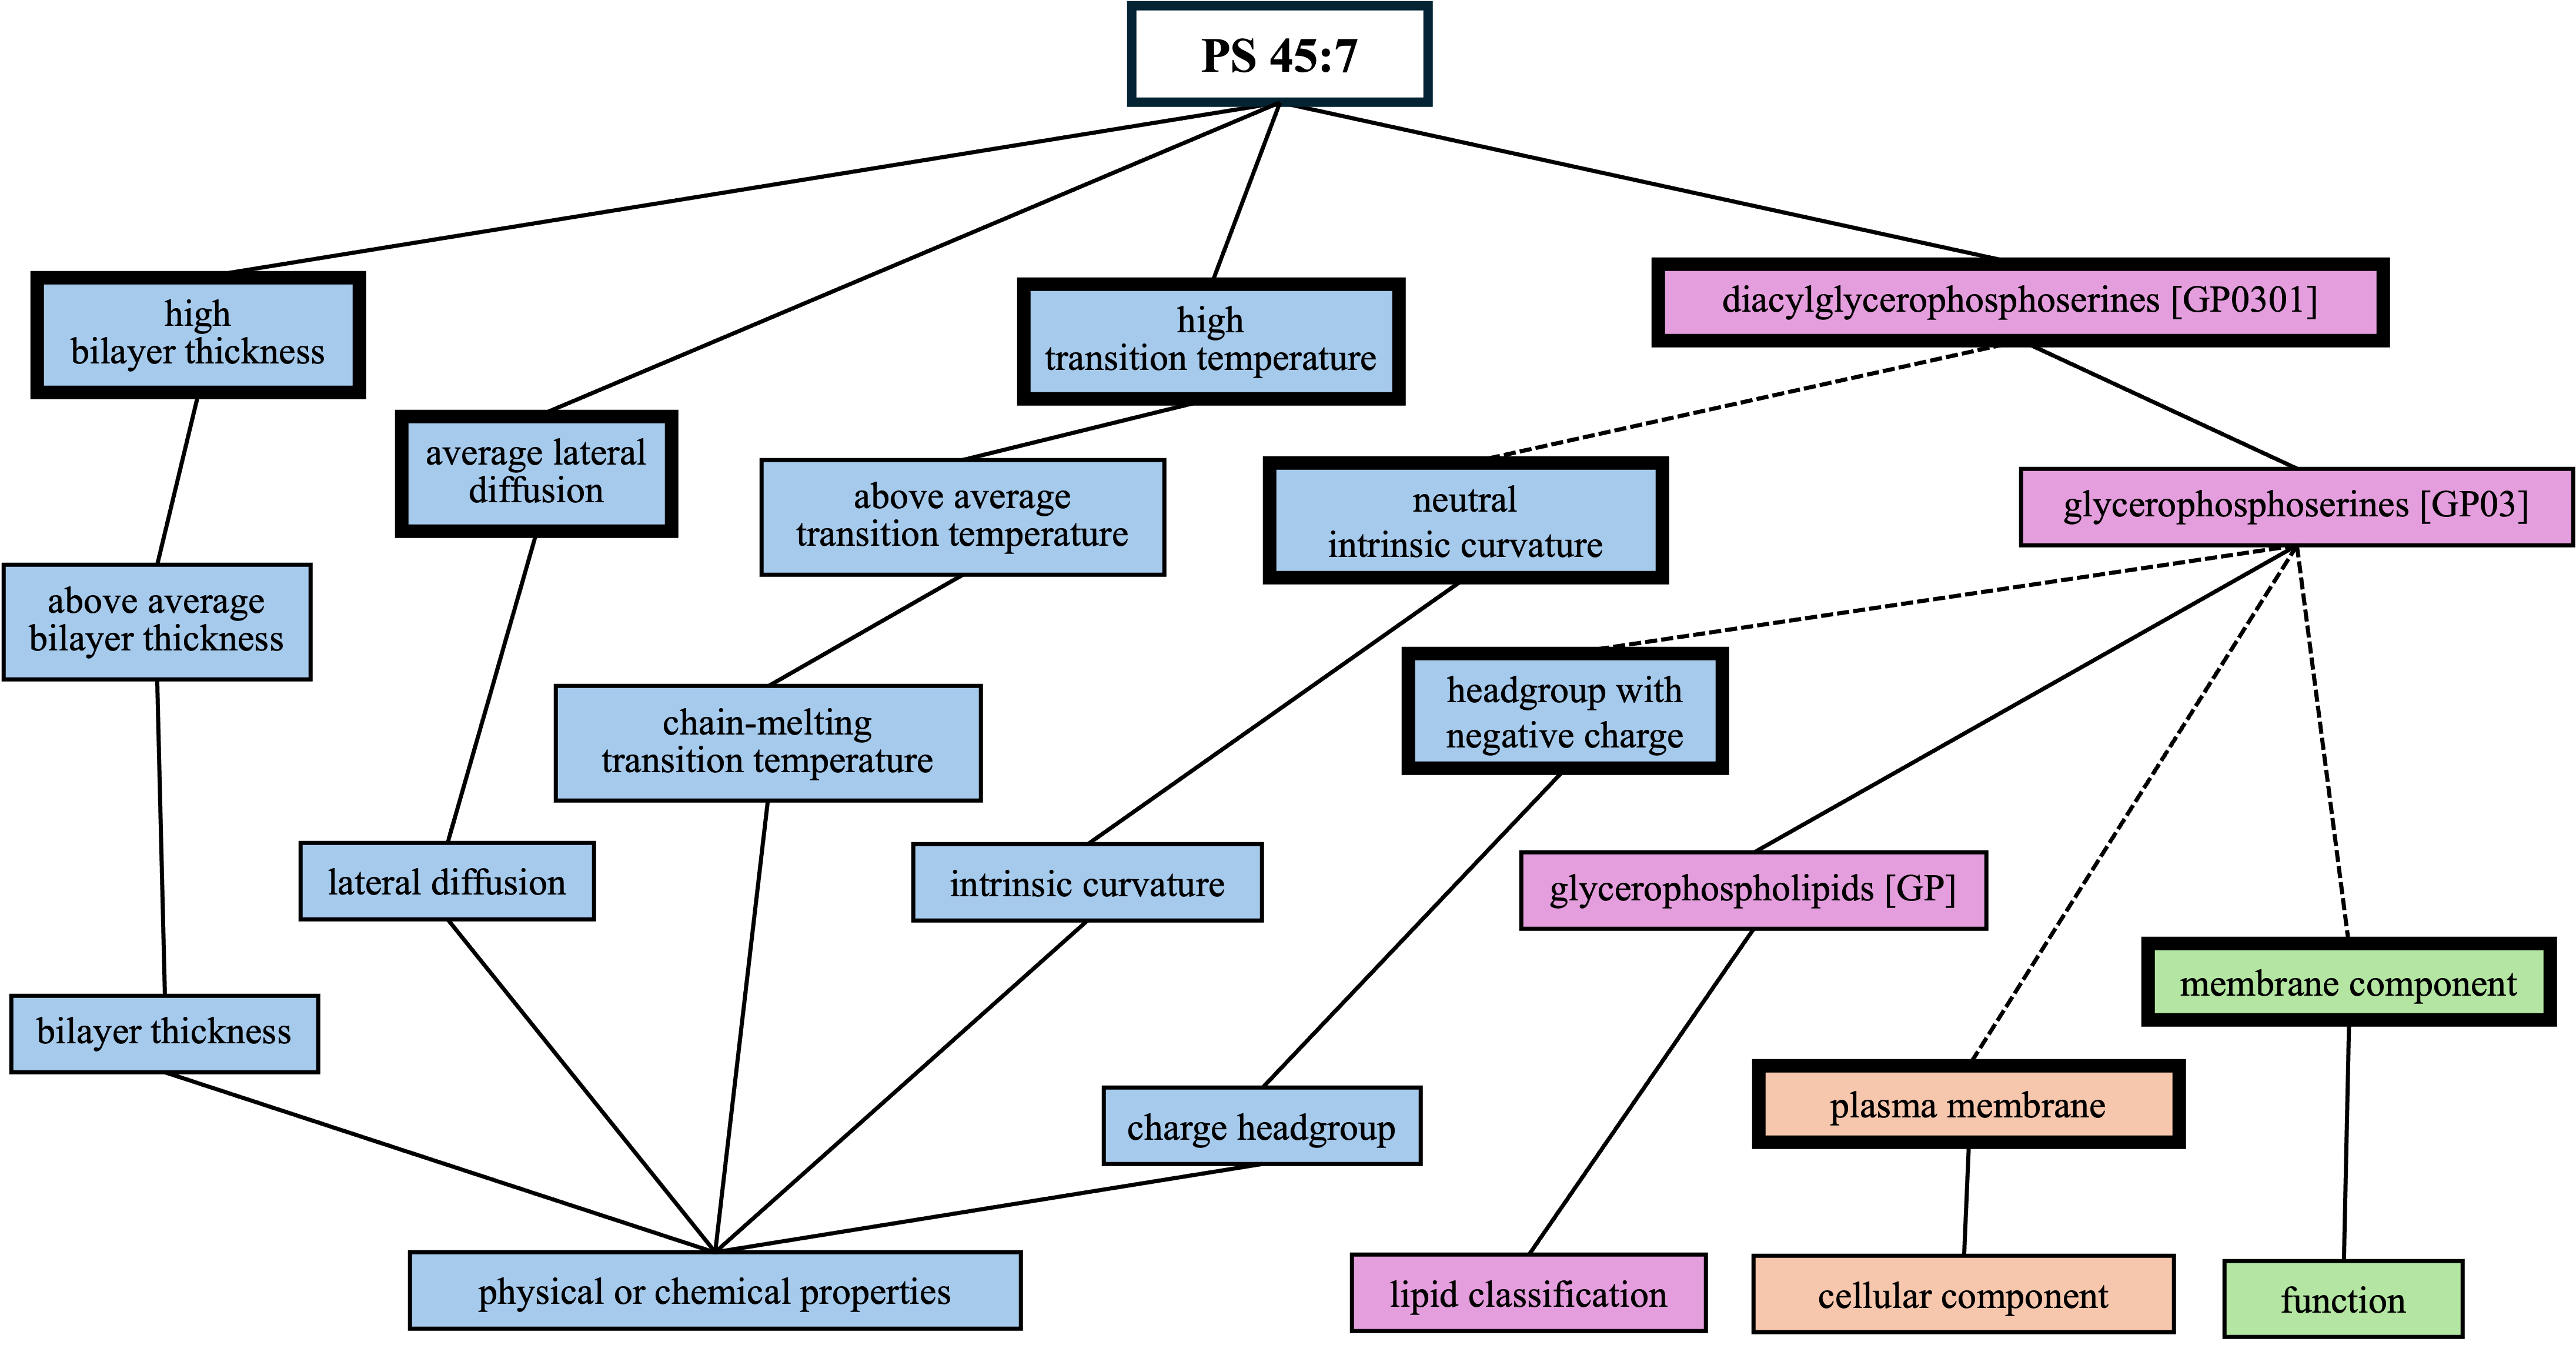 PS 45:7
high
bilayer thickness
average lateral
diffusion
high
transition temperature
diacylglycerophosphoserines [GP0301]
above average
transition temperature
neutral
intrinsic curvature
glycerophosphoserines [GP03]
above average
bilayer thickness
chain-melting
transition temperature
headgroup with
negative charge
lateral diffusion
intrinsic curvature
glycerophospholipids [GP]
membrane component
bilayer thickness
charge headgroup
plasma membrane
physical or chemical properties
lipid classification
cellular component
function